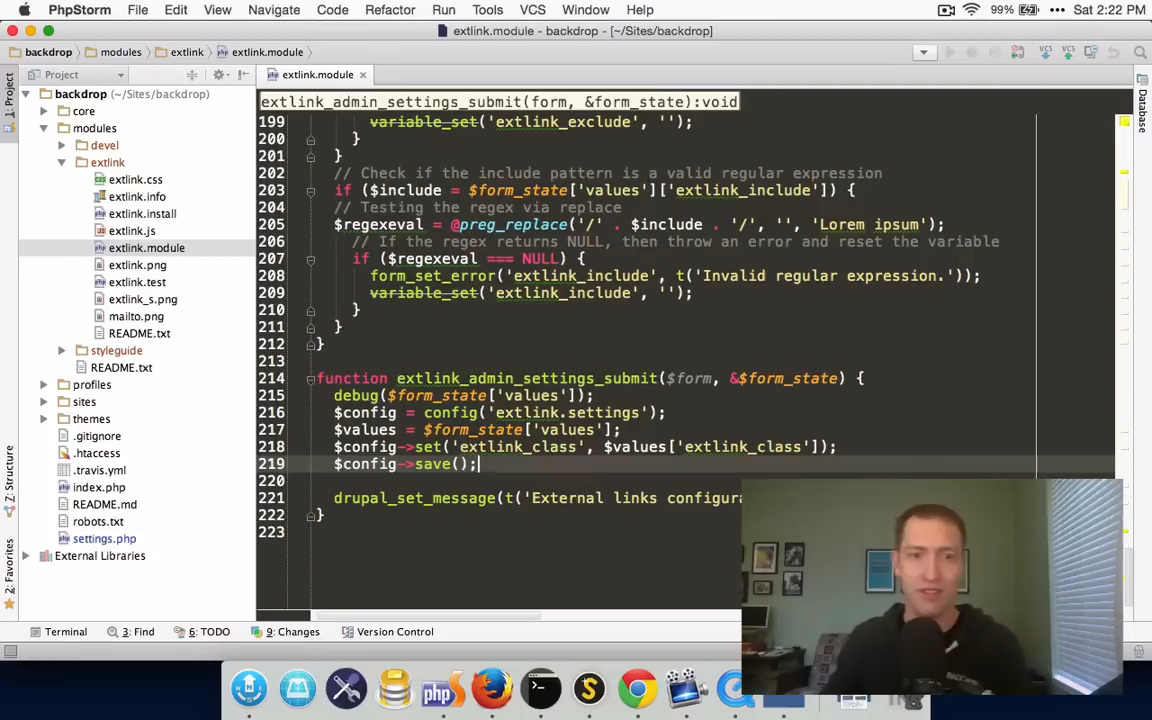 PhpStorm File Edit View Navigate Code Refactor Run Tools VCS Window Help 99% Sat 2:22 PM
extlink.module - backdrop - [~/Sites/backdrop]
backdrop modules extlink extlink.module
Project extlink.module
extlink_admin_settings_submit(form, &form_state):void
1: Project
Z: Structure
2: Favorites
Database
backdrop (~/Sites/backdrop)
core
modules
devel
extlink
extlink.css
extlink.info
extlink.install
extlink.js
extlink.module
extlink.png
extlink.test
extlink_s.png
mailto.png
README.txt
styleguide
README.txt
profiles
sites
themes
.gitignore
.htaccess
.travis.yml
index.php
README.md
robots.txt
settings.php
External Libraries
199 variable_set('extlink_exclude', '');
200 }
201 }
202 // Check if the include pattern is a valid regular expression
203 if ($include = $form_state['values']['extlink_include']) {
204 // Testing the regex via replace
205 $regexeval = @preg_replace('/' . $include . '/', '', 'Lorem ipsum');
206 // If the regex returns NULL, then throw an error and reset the variable
207 if ($regexeval === NULL) {
208 form_set_error('extlink_include', t('Invalid regular expression.'));
209 variable_set('extlink_include', '');
210 }
211 }
212 }
213
214 function extlink_admin_settings_submit($form, &$form_state) {
215 debug($form_state['values']);
216 $config = config('extlink.settings');
217 $values = $form_state['values'];
218 $config->set('extlink_class', $values['extlink_class']);
219 $config->save();
220
221 drupal_set_message(t('External links configura
222 }
223
Terminal 3: Find 6: TODO 9: Changes Version Control
php
S